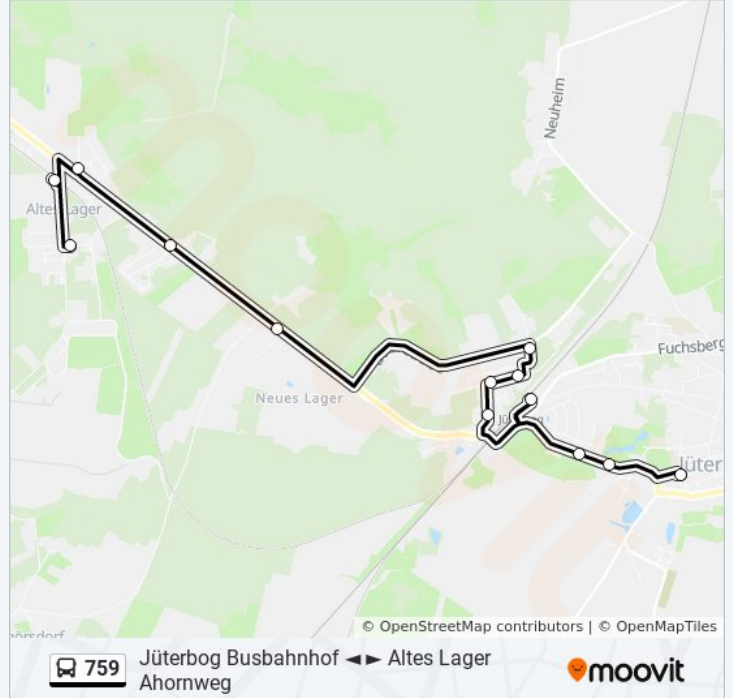 Neuheim
Altes Lager
Fuchsberg
Neues Lager
Jüter
© OpenStreetMap contributors | © OpenMapTiles
759
Jüterbog Busbahnhof ◄► Altes Lager
Ahornweg
moovit